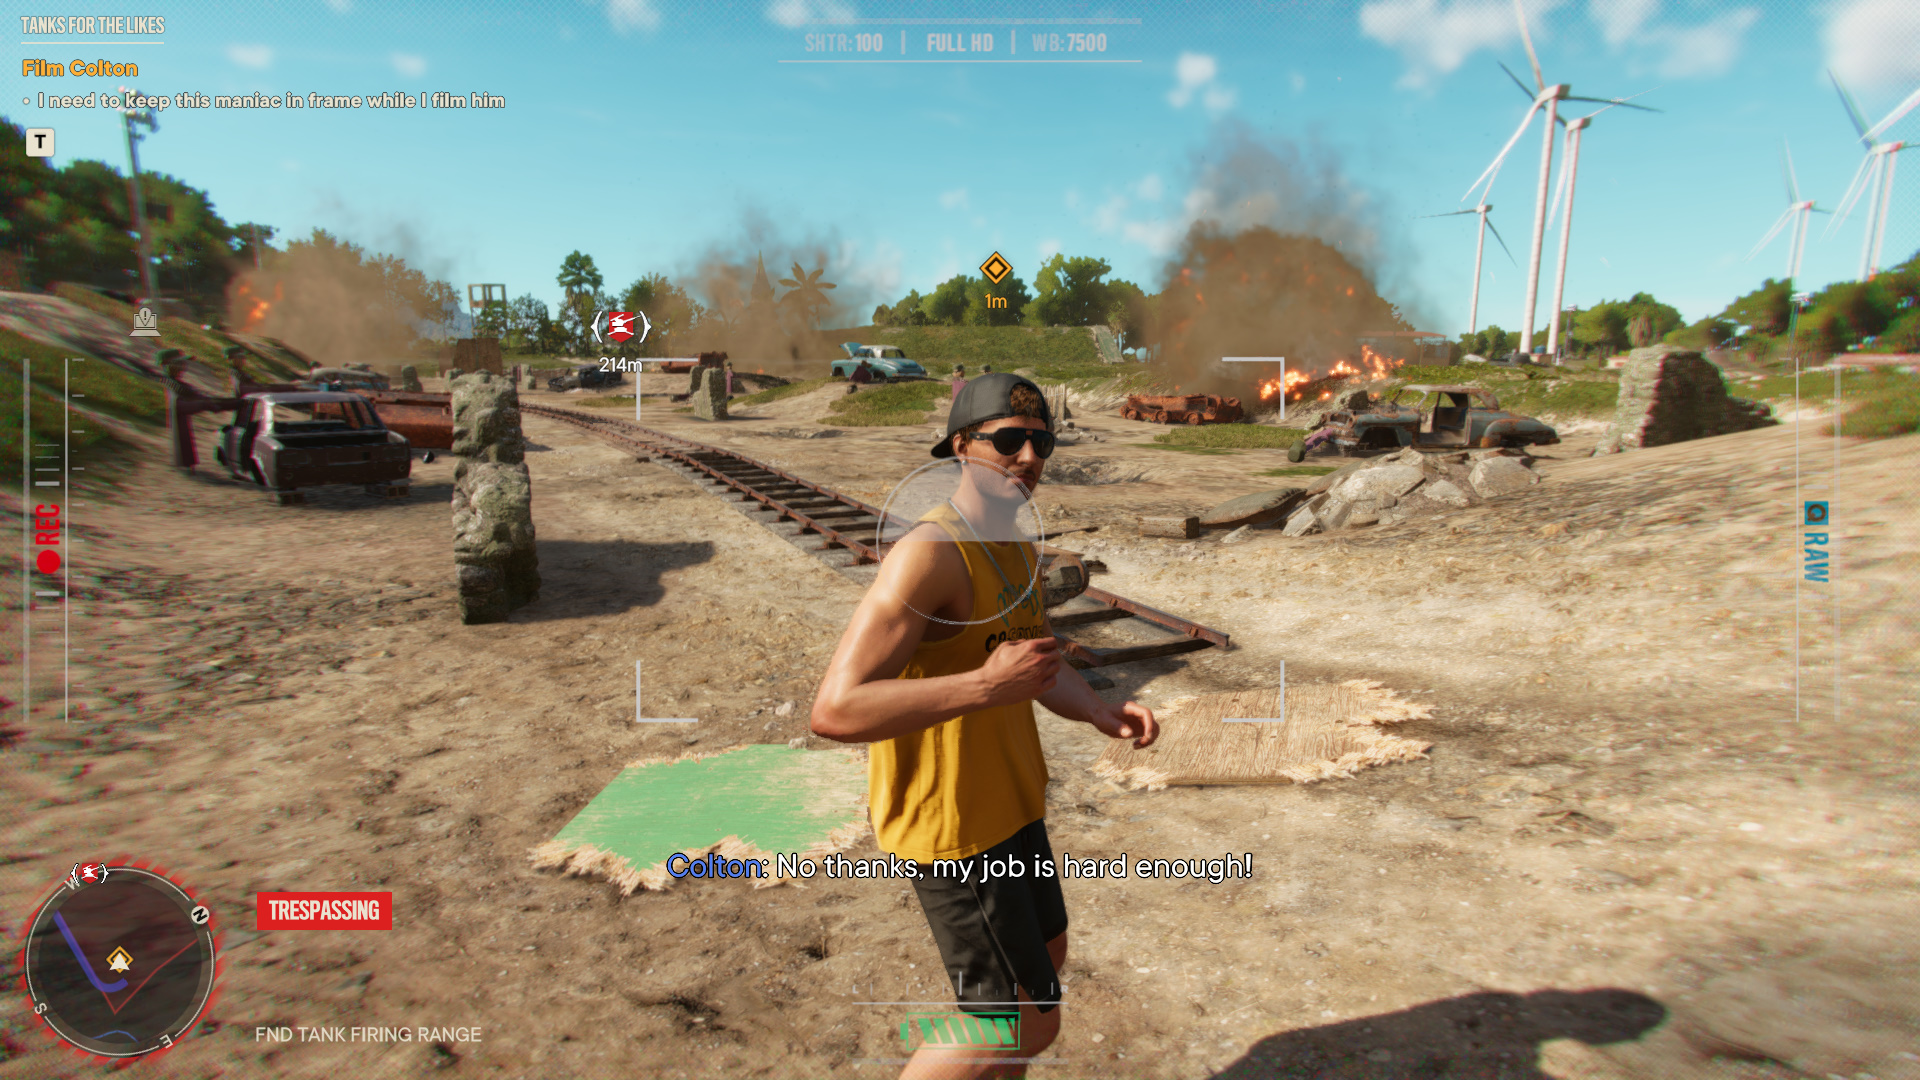 TANKS FOR THE LIKES
SHTR:100 | FULL HD | WB:7500
Film Colton
I need to keep this maniac in frame while I film him
T
1m
214m
REC
RAW
Colton: No thanks, my job is hard enough!
W
N
S
E
TRESPASSING
FND TANK FIRING RANGE